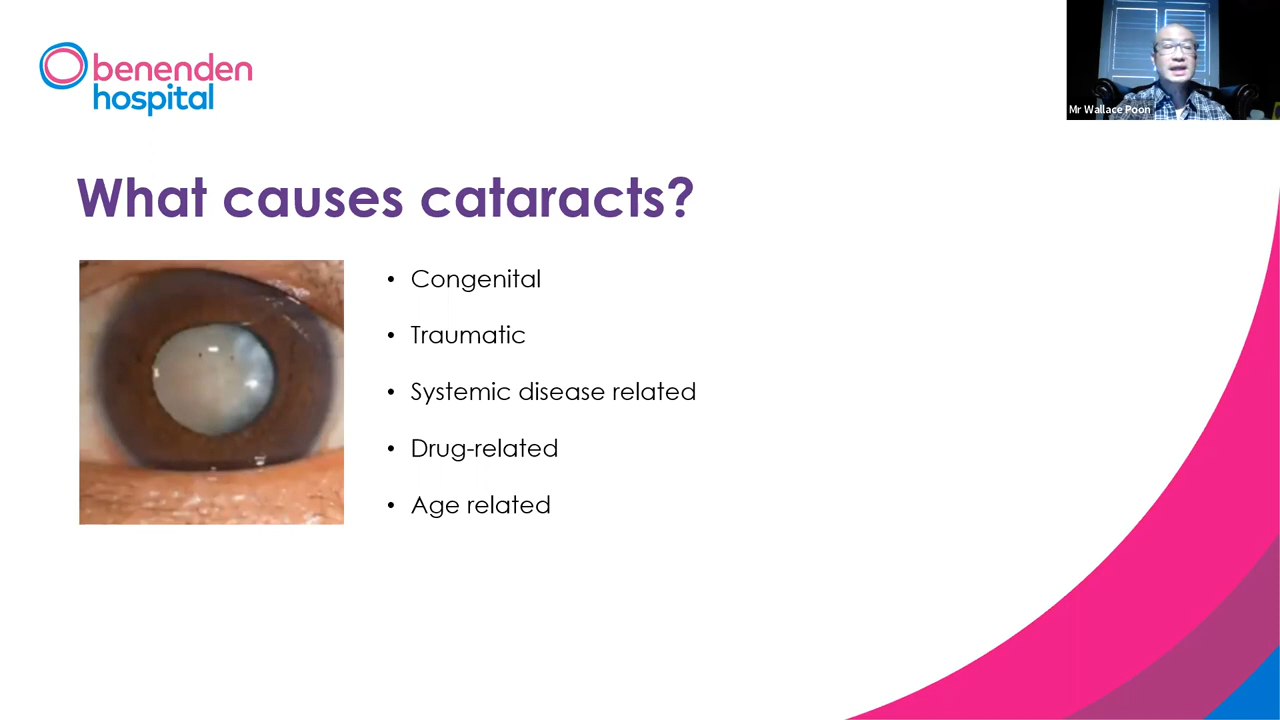 benenden
hospital
Mr Wallace Poon
What causes cataracts?
• Congenital
• Traumatic
• Systemic disease related
• Drug-related
• Age related